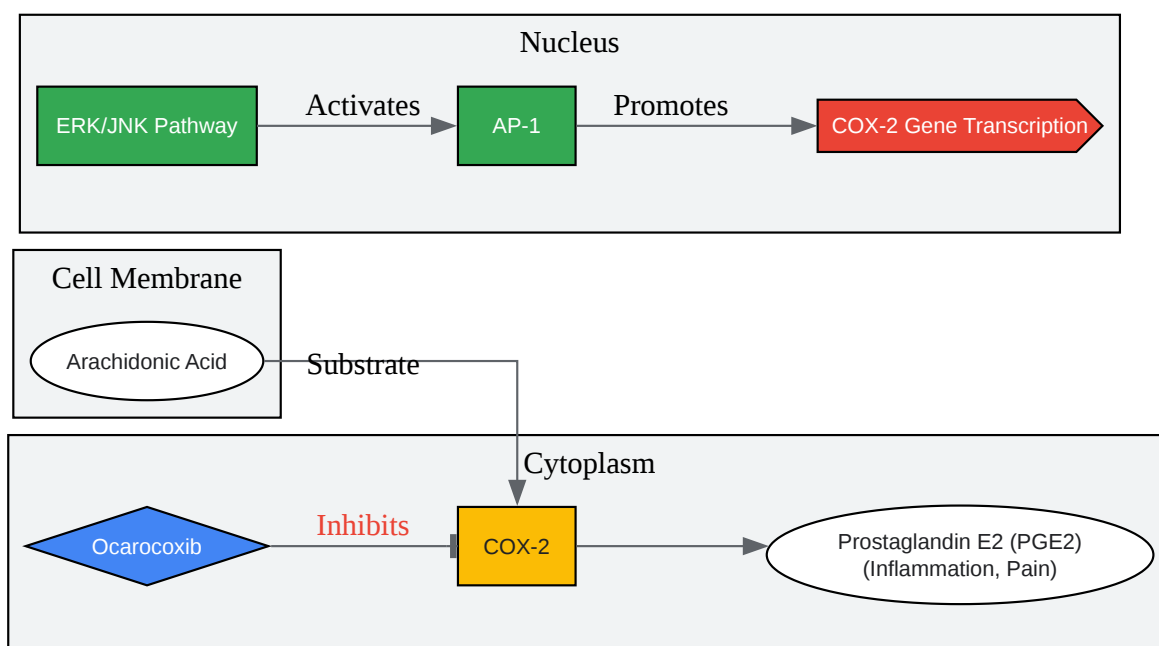 Nucleus
ERK/JNK Pathway
Activates
AP-1
Promotes
COX-2 Gene Transcription
Cell Membrane
Arachidonic Acid
Substrate
Cytoplasm
Ocarocoxib
Inhibits
COX-2
Prostaglandin E2 (PGE2)
(Inflammation, Pain)